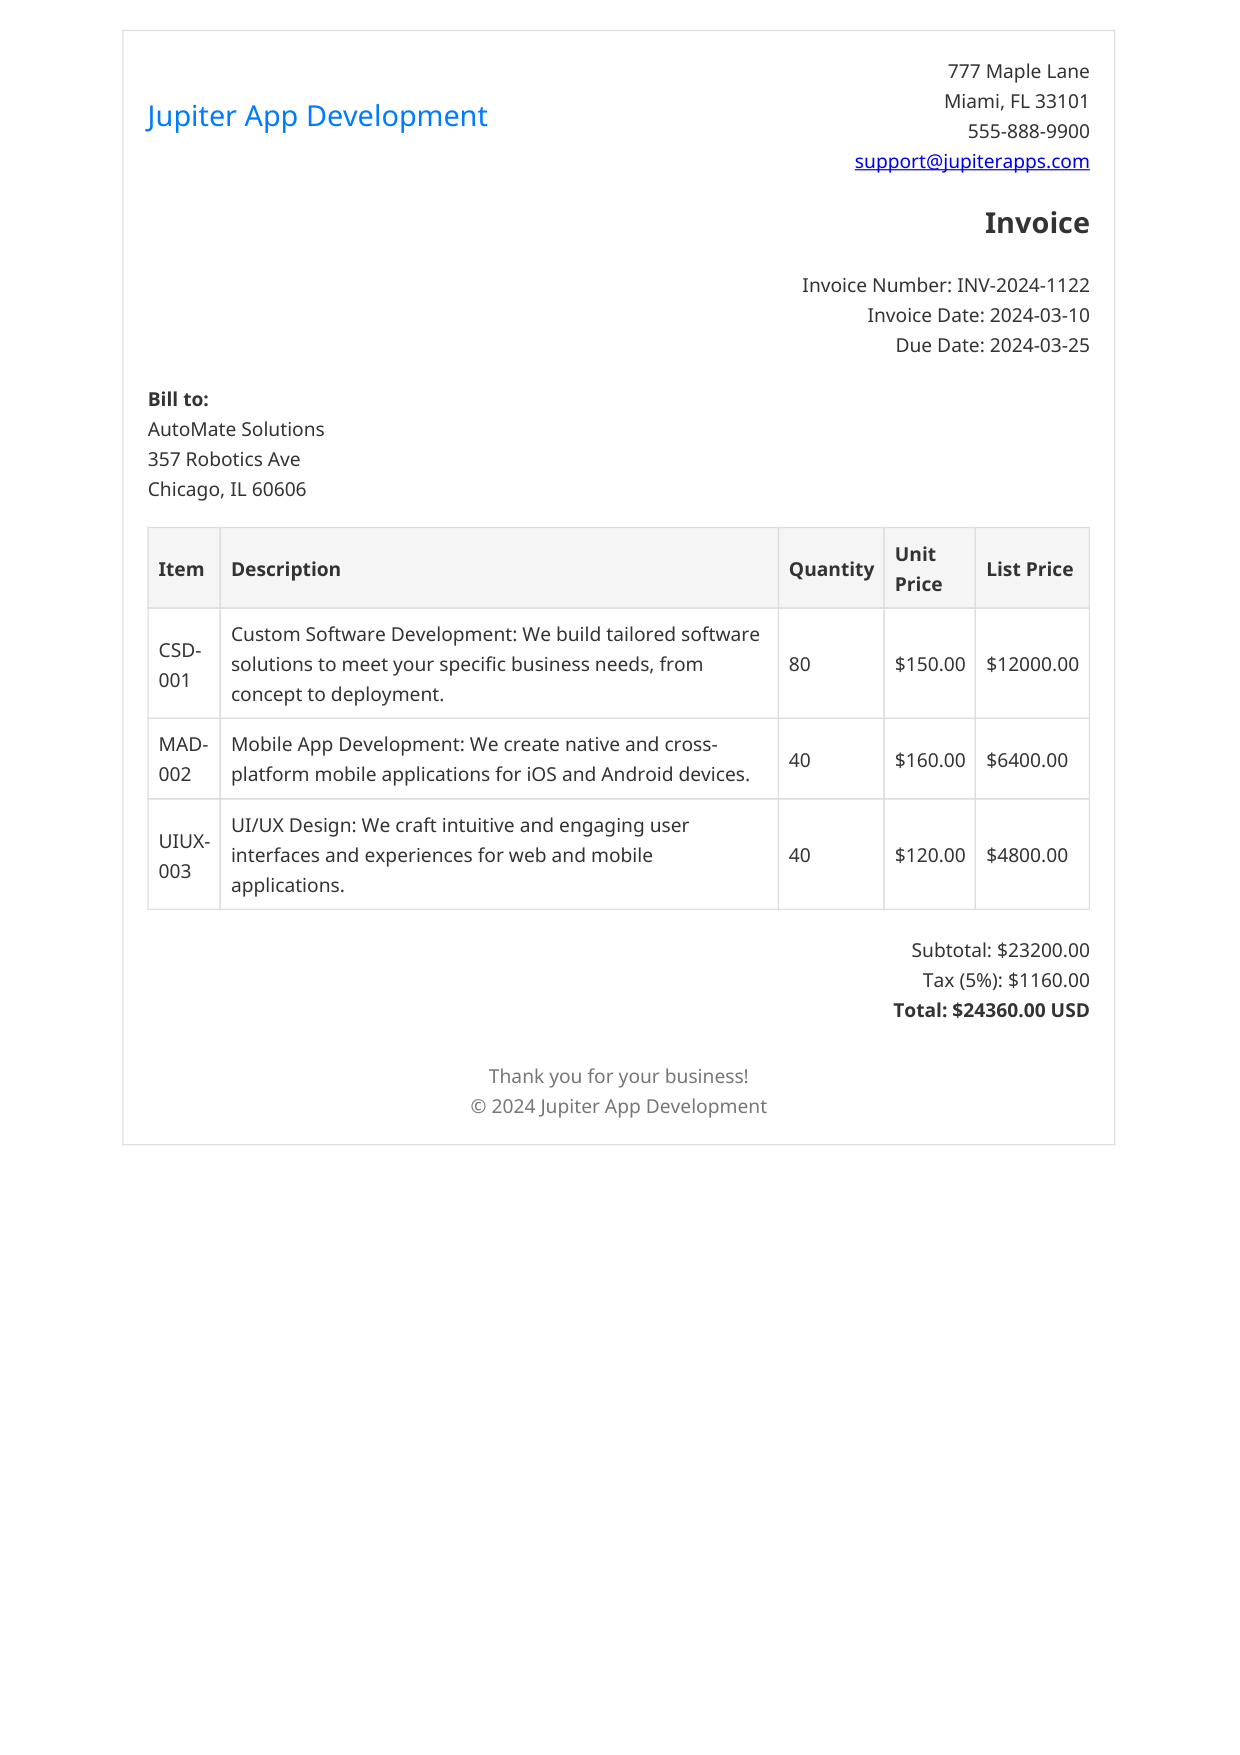 Jupiter App Development
777 Maple Lane
Miami, FL 33101
555-888-9900
support@jupiterapps.com
Invoice
Invoice Number: INV-2024-1122
Invoice Date: 2024-03-10
Due Date: 2024-03-25
Bill to:
AutoMate Solutions
357 Robotics Ave
Chicago, IL 60606
Item Description Quantity Unit Price List Price
CSD-001 Custom Software Development: We build tailored software
solutions to meet your specific business needs, from
concept to deployment. 80 $150.00 $12000.00
MAD-002 Mobile App Development: We create native and cross-
platform mobile applications for iOS and Android devices. 40 $160.00 $6400.00
UIUX-003 UI/UX Design: We craft intuitive and engaging user
interfaces and experiences for web and mobile
applications. 40 $120.00 $4800.00
Subtotal: $23200.00
Tax (5%): $1160.00
Total: $24360.00 USD
Thank you for your business!
© 2024 Jupiter App Development